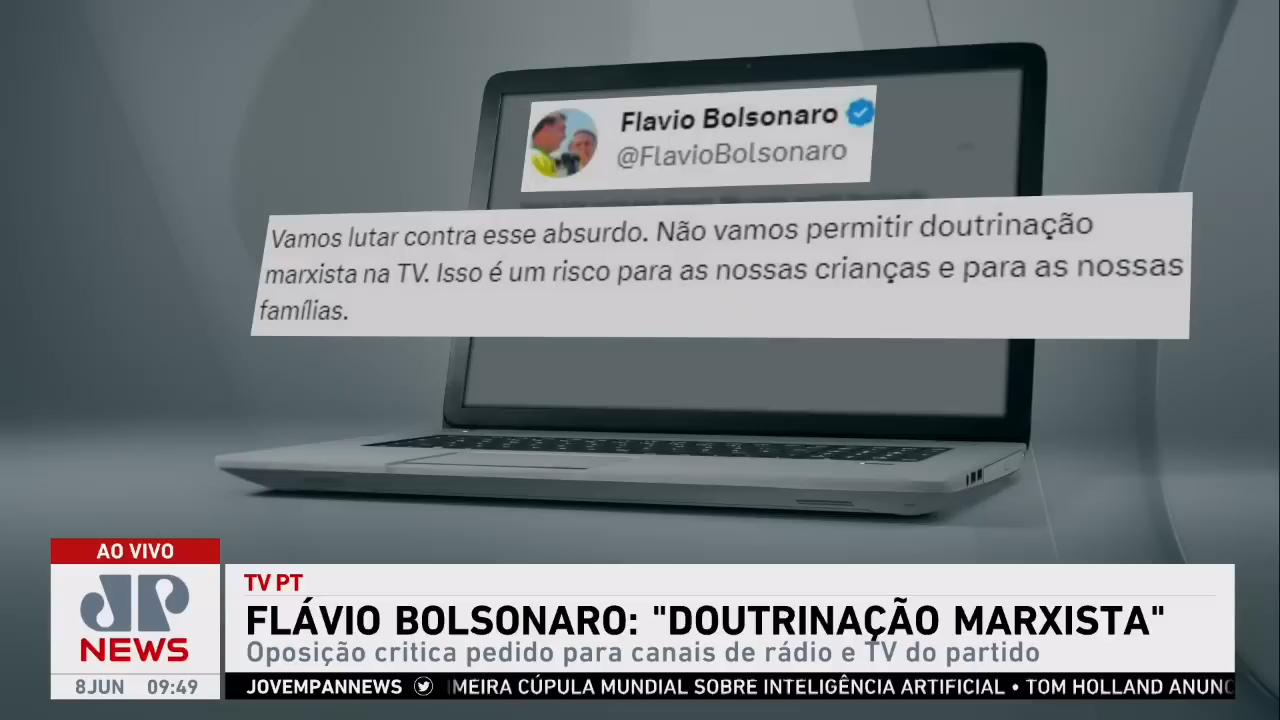 Flavio Bolsonaro
@FlavioBolsonaro
Vamos lutar contra esse absurdo. Não vamos permitir doutrinação
marxista na TV. Isso é um risco para as nossas crianças e para as nossas
famílias.
AO VIVO
JP
NEWS
8JUN 09:49
TV PT
FLÁVIO BOLSONARO: "DOUTRINAÇÃO MARXISTA"
Oposição critica pedido para canais de rádio e TV do partido
JOVEMPANNEWS MEIRA CÚPULA MUNDIAL SOBRE INTELIGÊNCIA ARTIFICIAL • TOM HOLLAND ANUNC